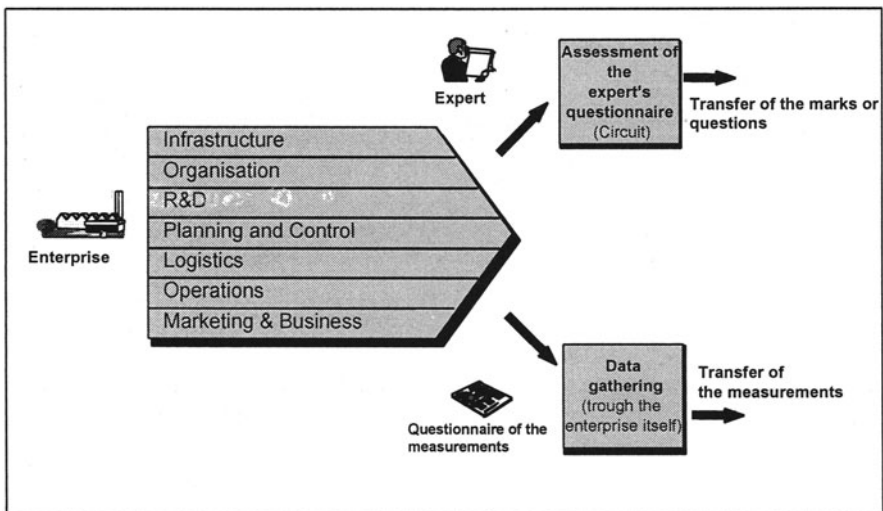 Enterprise
Infrastructure
Organisation
R&D
Planning and Control
Logistics
Operations
Marketing & Business
Expert
Assessment of
the
expert's
questionnaire
(Circuit)
Transfer of the marks or
questions
Questionnaire of the
measurements
Data
gathering
(trough the
enterprise itself)
Transfer of
the measurements